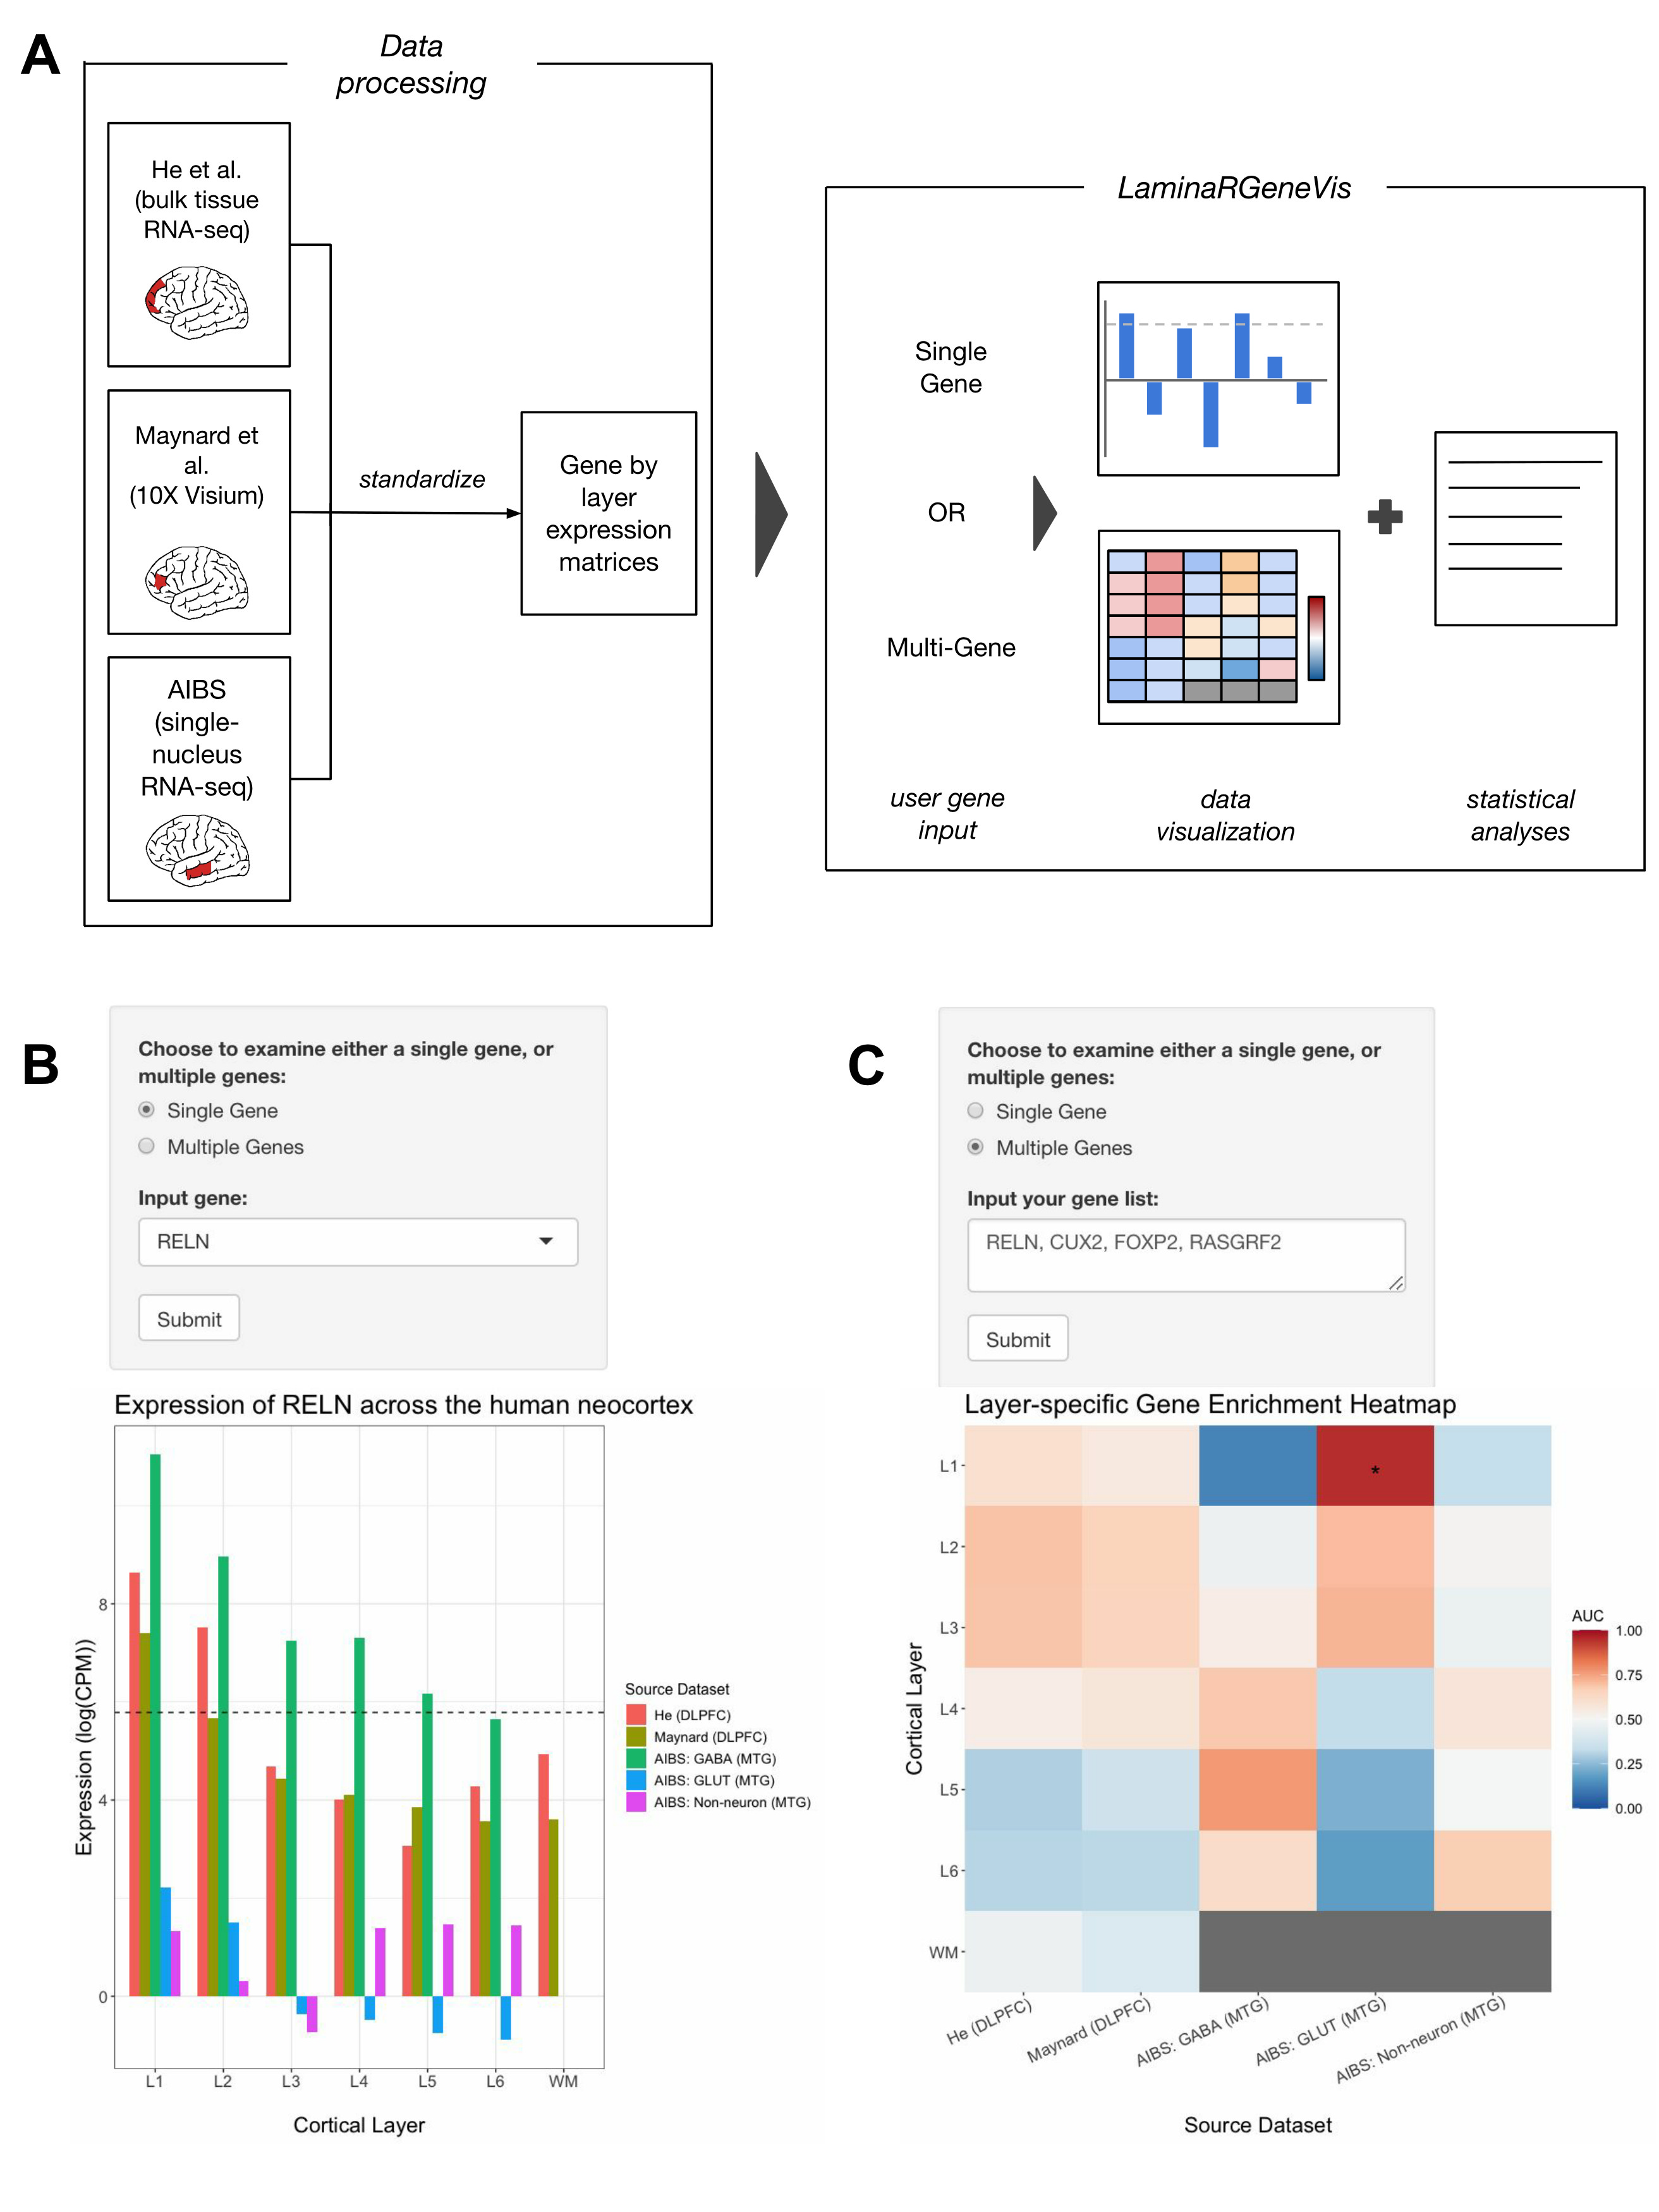 A
Data
processing
He et al.
(bulk tissue
RNA-seq)
Maynard et
al.
(10X Visium)
AIBS
(single-
nucleus
RNA-seq)
standardize
Gene by
layer
expression
matrices
LaminaRGeneVis
Single
Gene
OR
Multi-Gene
user gene
input
data
visualization
statistical
analyses
B
Choose to examine either a single gene, or
multiple genes:
Single Gene
Multiple Genes
Input gene:
RELN
Submit
Expression of RELN across the human neocortex
Expression (log(CPM))
8
4
0
L1
L2
L3
L4
L5
L6
WM
Cortical Layer
Source Dataset
He (DLPFC)
Maynard (DLPFC)
AIBS: GABA (MTG)
AIBS: GLUT (MTG)
AIBS: Non-neuron (MTG)
C
Choose to examine either a single gene, or
multiple genes:
Single Gene
Multiple Genes
Input your gene list:
RELN, CUX2, FOXP2, RASGRF2
Submit
Layer-specific Gene Enrichment Heatmap
Cortical Layer
L1
L2
L3
L4
L5
L6
WM
*
He (DLPFC)
Maynard (DLPFC)
AIBS: GABA (MTG)
AIBS: GLUT (MTG)
AIBS: Non-neuron (MTG)
Source Dataset
AUC
1.00
0.75
0.50
0.25
0.00